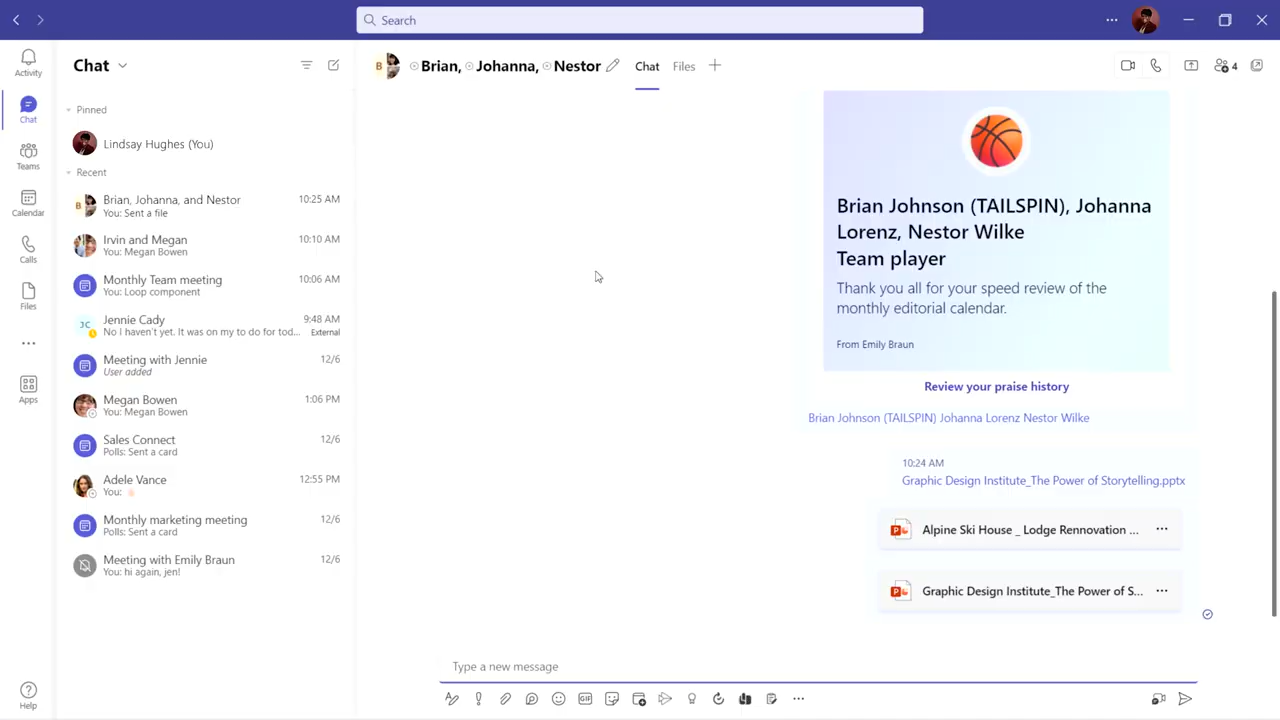 Search
Activity
Chat
Teams
Calendar
Calls
Files
Apps
Help
Chat
Pinned
Lindsay Hughes (You)
Recent
Brian, Johanna, and Nestor 10:25 AM
You: Sent a file
Irvin and Megan 10:10 AM
You: Megan Bowen
Monthly Team meeting 10:06 AM
You: Loop component
JC
Jennie Cady 9:48 AM
No I haven't yet. It was on my to do for tod... External
Meeting with Jennie 12/6
User added
Megan Bowen 1:06 PM
You: Megan Bowen
Sales Connect 12/6
Polls: Sent a card
Adele Vance 12:55 PM
You:
Monthly marketing meeting 12/6
Polls: Sent a card
Meeting with Emily Braun 12/6
You: hi again, jen!
B Brian, Johanna, Nestor Chat Files 4
Brian Johnson (TAILSPIN), Johanna
Lorenz, Nestor Wilke
Team player
Thank you all for your speed review of the
monthly editorial calendar.
From Emily Braun
Review your praise history
Brian Johnson (TAILSPIN) Johanna Lorenz Nestor Wilke
10:24 AM
Graphic Design Institute_The Power of Storytelling.pptx
Alpine Ski House _ Lodge Rennovation ...
Graphic Design Institute_The Power of S...
Type a new message
GIF